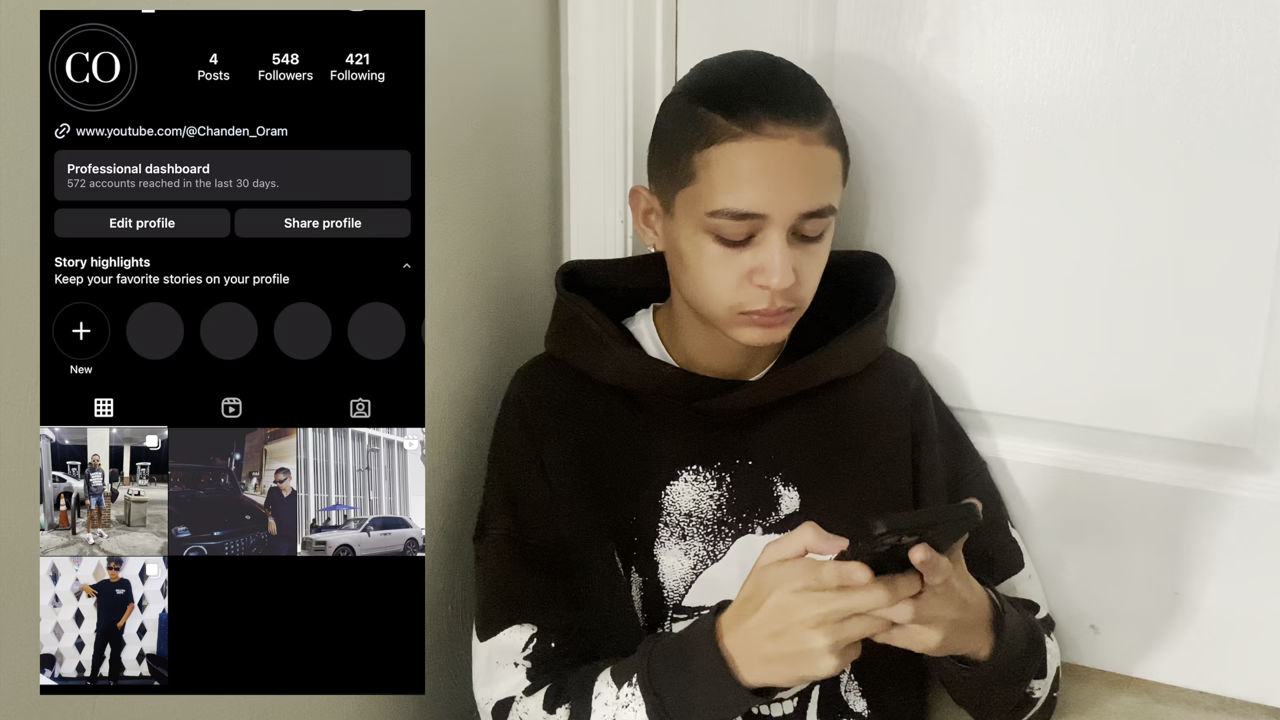 CO
4
548
421
Posts
Followers
Following
www.youtube.com/@Chanden_Oram
Professional dashboard
572 accounts reached in the last 30 days.
Edit profile
Share profile
Story highlights
Keep your favorite stories on your profile
New